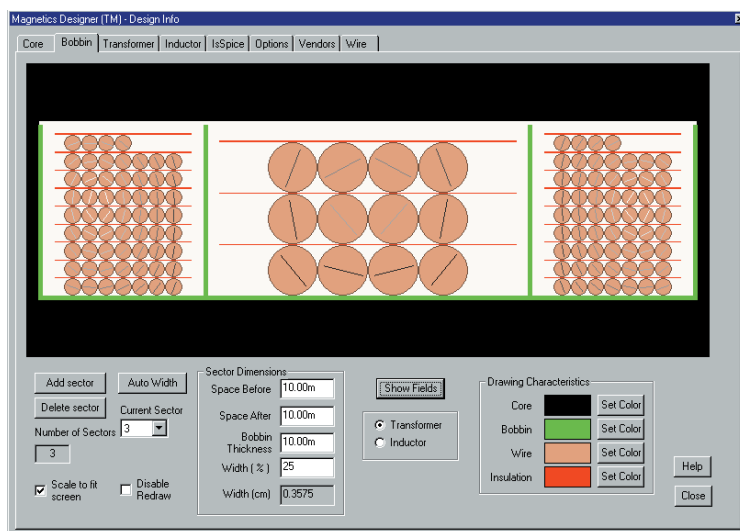 Magnetics Designer (TM) - Design Info
Core Bobbin Transformer Inductor IsSpice Options Vendors Wire
Add sector
Auto Width
Delete sector
Current Sector
Number of Sectors
3
3
Scale to fit screen
Disable Redraw
Sector Dimensions
Space Before 10.00m
Space After 10.00m
Bobbin Thickness 10.00m
Width ( % ) 25
Width (cm) 0.3575
Show Fields
Transformer
Inductor
Drawing Characteristics
Core Set Color
Bobbin Set Color
Wire Set Color
Insulation Set Color
Help
Close